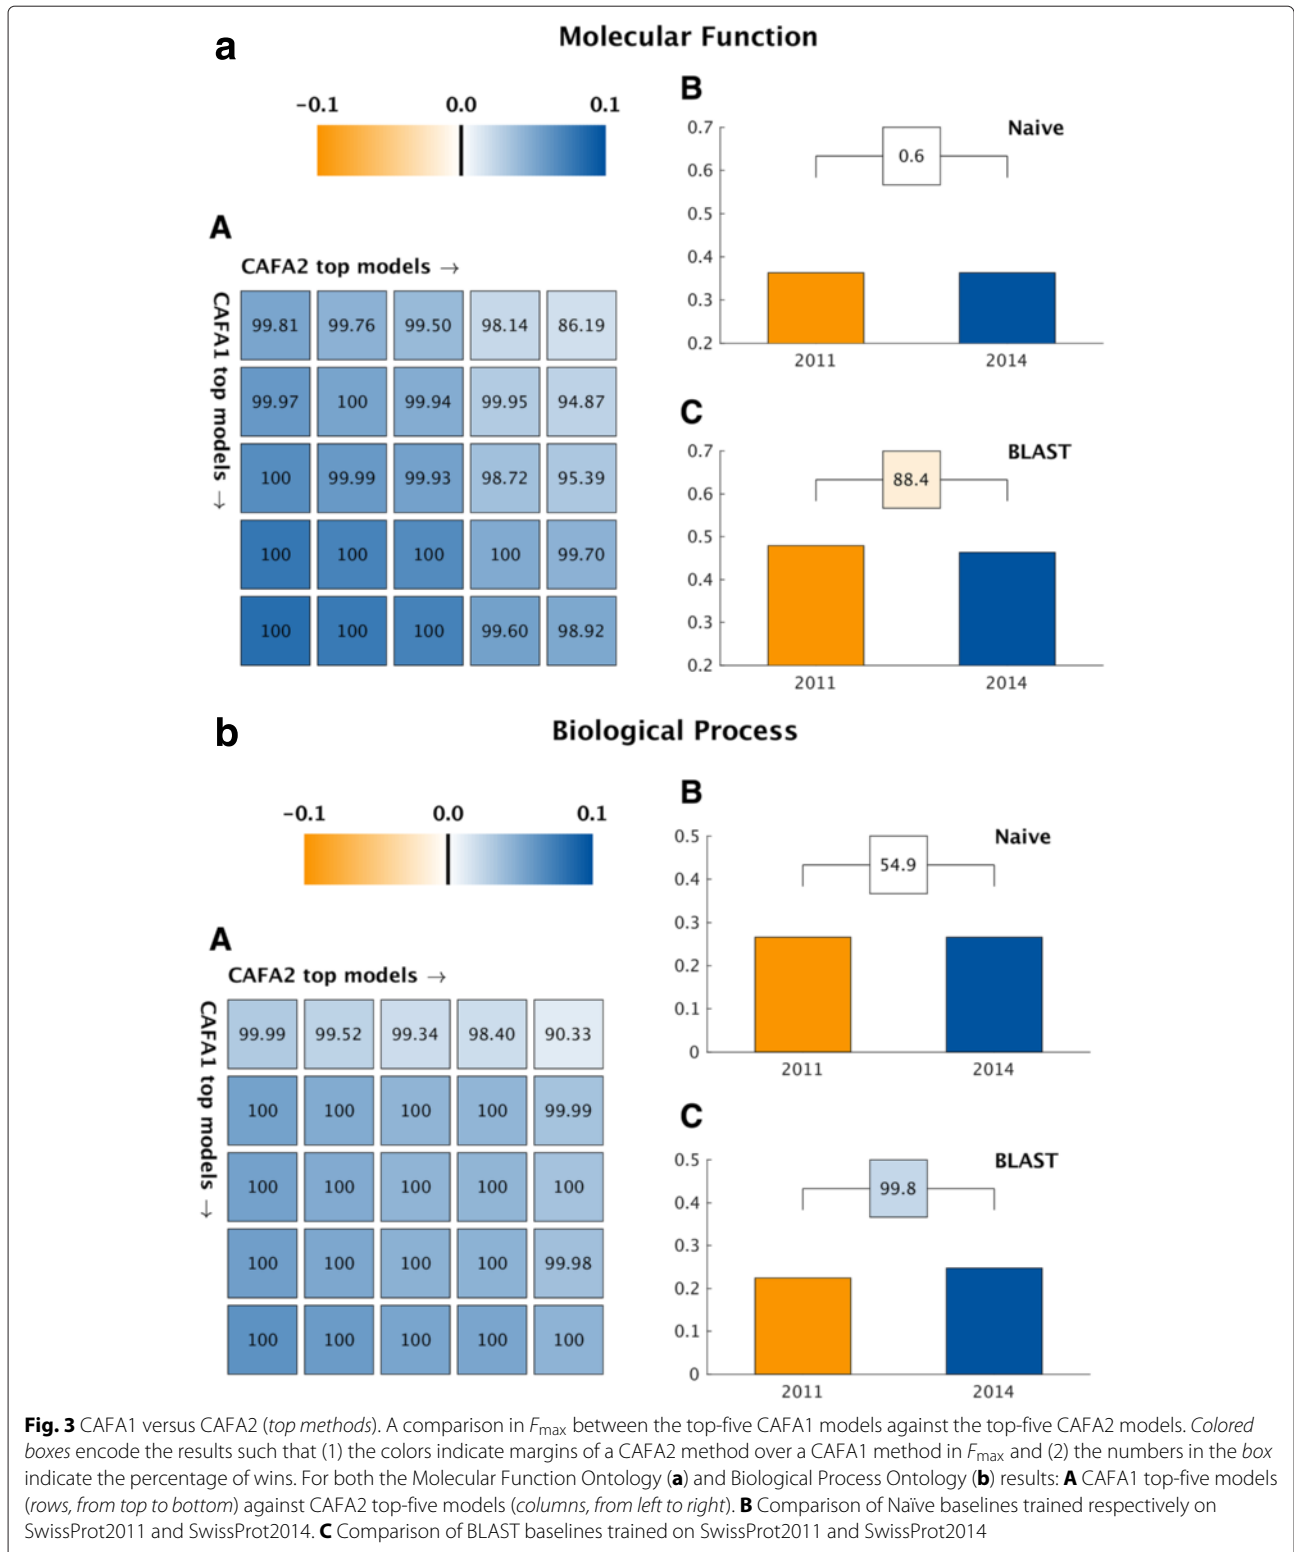 a
Molecular Function
−0.1 0.0 0.1
A
CAFA2 top models →
CAFA1 top models →
99.81 99.76 99.50 98.14 86.19
99.97 100 99.94 99.95 94.87
100 99.99 99.93 98.72 95.39
100 100 100 100 99.70
100 100 100 99.60 98.92
B
Naive
0.6
0.7
0.6
0.5
0.4
0.3
0.2
2011 2014
C
BLAST
88.4
0.7
0.6
0.5
0.4
0.3
0.2
2011 2014
b
Biological Process
−0.1 0.0 0.1
A
CAFA2 top models →
CAFA1 top models →
99.99 99.52 99.34 98.40 90.33
100 100 100 100 99.99
100 100 100 100 100
100 100 100 100 99.98
100 100 100 100 100
B
Naive
54.9
0.5
0.4
0.3
0.2
0.1
0
2011 2014
C
BLAST
99.8
0.5
0.4
0.3
0.2
0.1
0
2011 2014
Fig. 3 CAFA1 versus CAFA2 (top methods). A comparison in Fmax between the top-five CAFA1 models against the top-five CAFA2 models. Colored
boxes encode the results such that (1) the colors indicate margins of a CAFA2 method over a CAFA1 method in Fmax and (2) the numbers in the box
indicate the percentage of wins. For both the Molecular Function Ontology (a) and Biological Process Ontology (b) results: A CAFA1 top-five models
(rows, from top to bottom) against CAFA2 top-five models (columns, from left to right). B Comparison of Naïve baselines trained respectively on
SwissProt2011 and SwissProt2014. C Comparison of BLAST baselines trained on SwissProt2011 and SwissProt2014